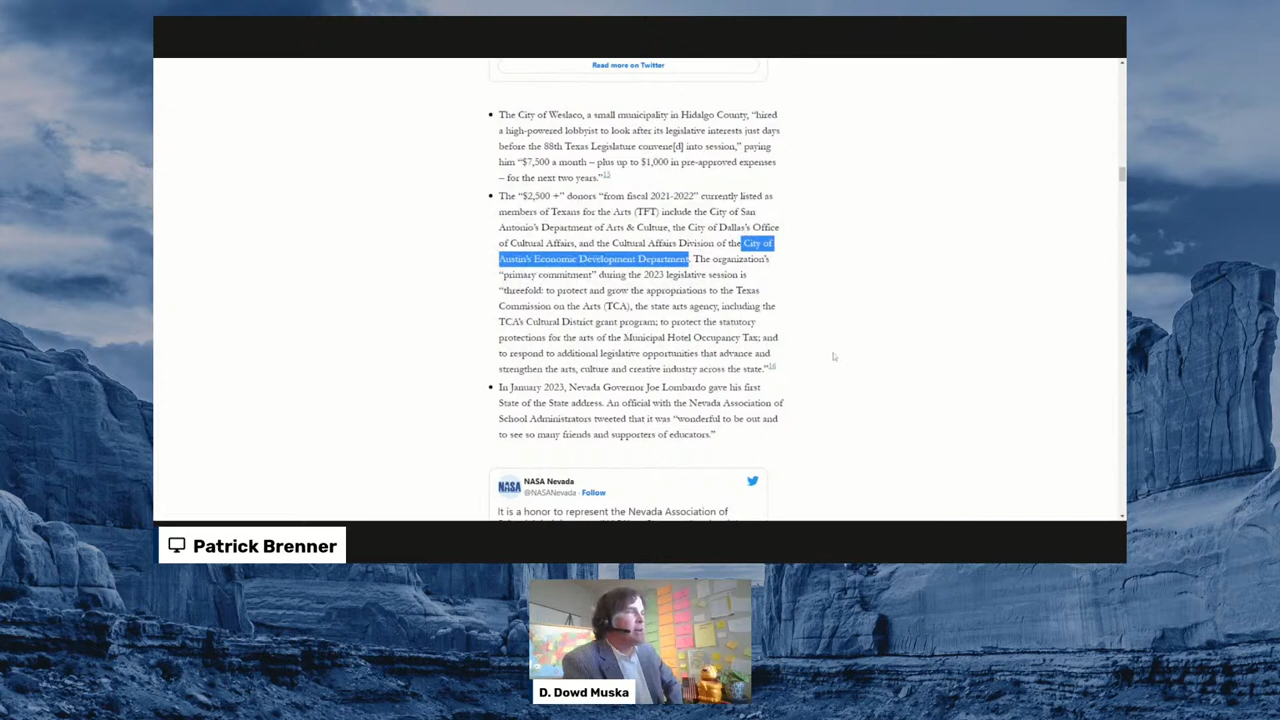 Read more on Twitter
The City of Weslaco, a small municipality in Hidalgo County, “hired
a high-powered lobbyist to look after its legislative interests just days
before the 88th Texas Legislature convene[d] into session,” paying
him “$7,500 a month – plus up to $1,000 in pre-approved expenses
– for the next two years.”15
The “$2,500 +” donors “from fiscal 2021-2022” currently listed as
members of Texans for the Arts (TFT) include the City of San
Antonio’s Department of Arts & Culture, the City of Dallas’s Office
of Cultural Affairs, and the Cultural Affairs Division of the City of
Austin’s Economic Development Department. The organization’s
“primary commitment” during the 2023 legislative session is
“threefold: to protect and grow the appropriations to the Texas
Commission on the Arts (TCA), the state arts agency, including the
TCA’s Cultural District grant program; to protect the statutory
protections for the arts of the Municipal Hotel Occupancy Tax; and
to respond to additional legislative opportunities that advance and
strengthen the arts, culture and creative industry across the state.”16
In January 2023, Nevada Governor Joe Lombardo gave his first
State of the State address. An official with the Nevada Association of
School Administrators tweeted that it was “wonderful to be out and
to see so many friends and supporters of educators.”
NASA
NASA Nevada
@NASANevada · Follow
It is a honor to represent the Nevada Association of
Patrick Brenner
D. Dowd Muska